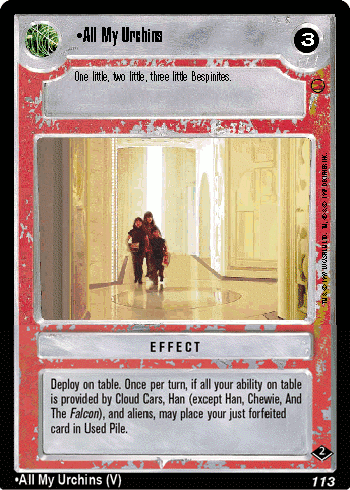 •All My Urchins
3
One little, two little, three little Bespinites.
EFFECT
Deploy on table. Once per turn, if all your ability on table
is provided by Cloud Cars, Han (except Han, Chewie, And
The Falcon), and aliens, may place your just forfeited
card in Used Pile.
2
•All My Urchins (V)
113